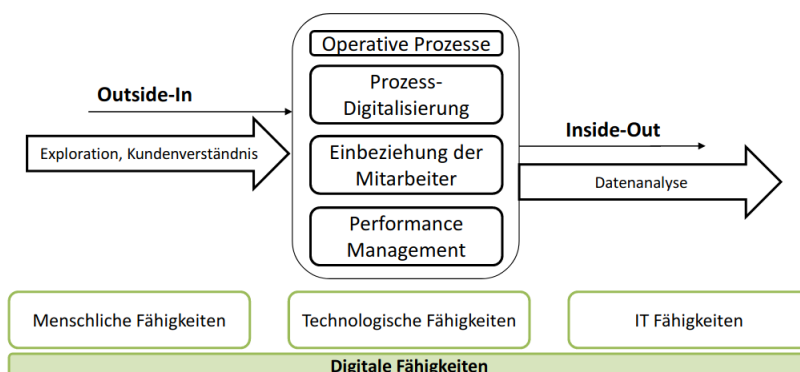 Operative Prozesse
Outside-In
Exploration, Kundenverständnis
Prozess-
Digitalisierung
Einbeziehung der
Mitarbeiter
Performance
Management
Inside-Out
Datenanalyse
Menschliche Fähigkeiten
Technologische Fähigkeiten
IT Fähigkeiten
Digitale Fähigkeiten